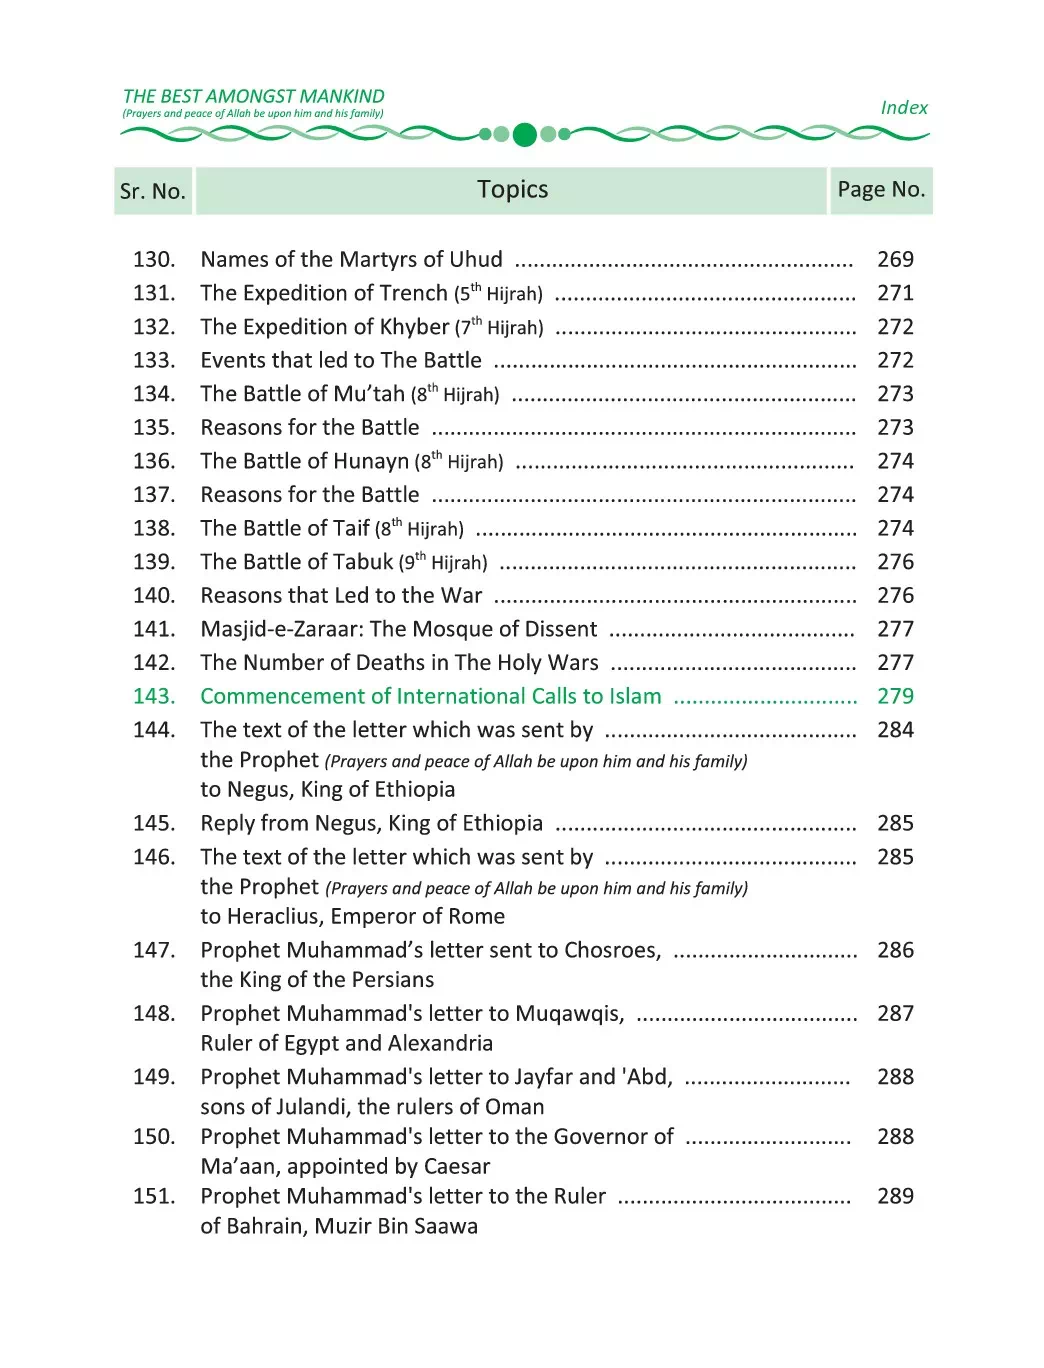 THE BEST AMONGST MANKIND
(Prayers and peace of Allah be upon him and his family)
Index
Sr. No. Topics Page No.
130. Names of the Martyrs of Uhud ....................................................... 269
131. The Expedition of Trench (5th Hijrah) ................................................. 271
132. The Expedition of Khyber (7th Hijrah) ................................................. 272
133. Events that led to The Battle ........................................................... 272
134. The Battle of Mu’tah (8th Hijrah) ........................................................ 273
135. Reasons for the Battle ..................................................................... 273
136. The Battle of Hunayn (8th Hijrah) ....................................................... 274
137. Reasons for the Battle ..................................................................... 274
138. The Battle of Taif (8th Hijrah) .............................................................. 274
139. The Battle of Tabuk (9th Hijrah) .......................................................... 276
140. Reasons that Led to the War ........................................................... 276
141. Masjid-e-Zaraar: The Mosque of Dissent ........................................ 277
142. The Number of Deaths in The Holy Wars ........................................ 277
143. Commencement of International Calls to Islam .............................. 279
144. The text of the letter which was sent by ......................................... 284
the Prophet (Prayers and peace of Allah be upon him and his family)
to Negus, King of Ethiopia
145. Reply from Negus, King of Ethiopia ................................................. 285
146. The text of the letter which was sent by ......................................... 285
the Prophet (Prayers and peace of Allah be upon him and his family)
to Heraclius, Emperor of Rome
147. Prophet Muhammad’s letter sent to Chosroes, .............................. 286
the King of the Persians
148. Prophet Muhammad's letter to Muqawqis, .................................... 287
Ruler of Egypt and Alexandria
149. Prophet Muhammad's letter to Jayfar and 'Abd, ........................... 288
sons of Julandi, the rulers of Oman
150. Prophet Muhammad's letter to the Governor of ........................... 288
Ma’aan, appointed by Caesar
151. Prophet Muhammad's letter to the Ruler ...................................... 289
of Bahrain, Muzir Bin Saawa